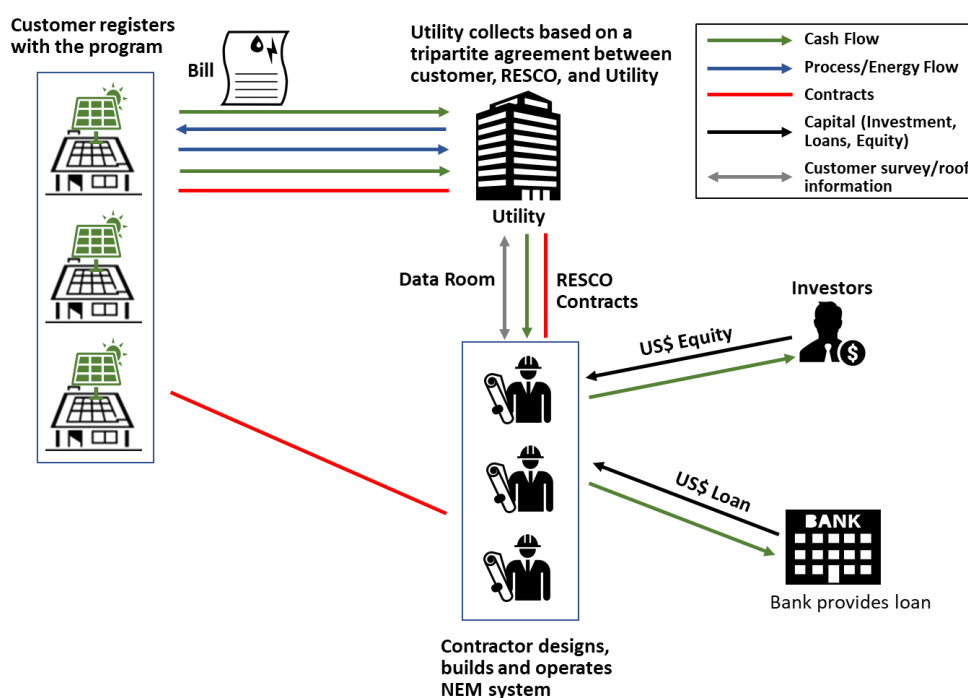 Customer registers
with the program
Bill
Utility collects based on a
tripartite agreement between
customer, RESCO, and Utility
Cash Flow
Process/Energy Flow
Contracts
Capital (Investment,
Loans, Equity)
Customer survey/roof
information
Utility
Data Room
RESCO
Contracts
Investors
US$ Equity
$
US$ Loan
BANK
Bank provides loan
Contractor designs,
builds and operates
NEM system